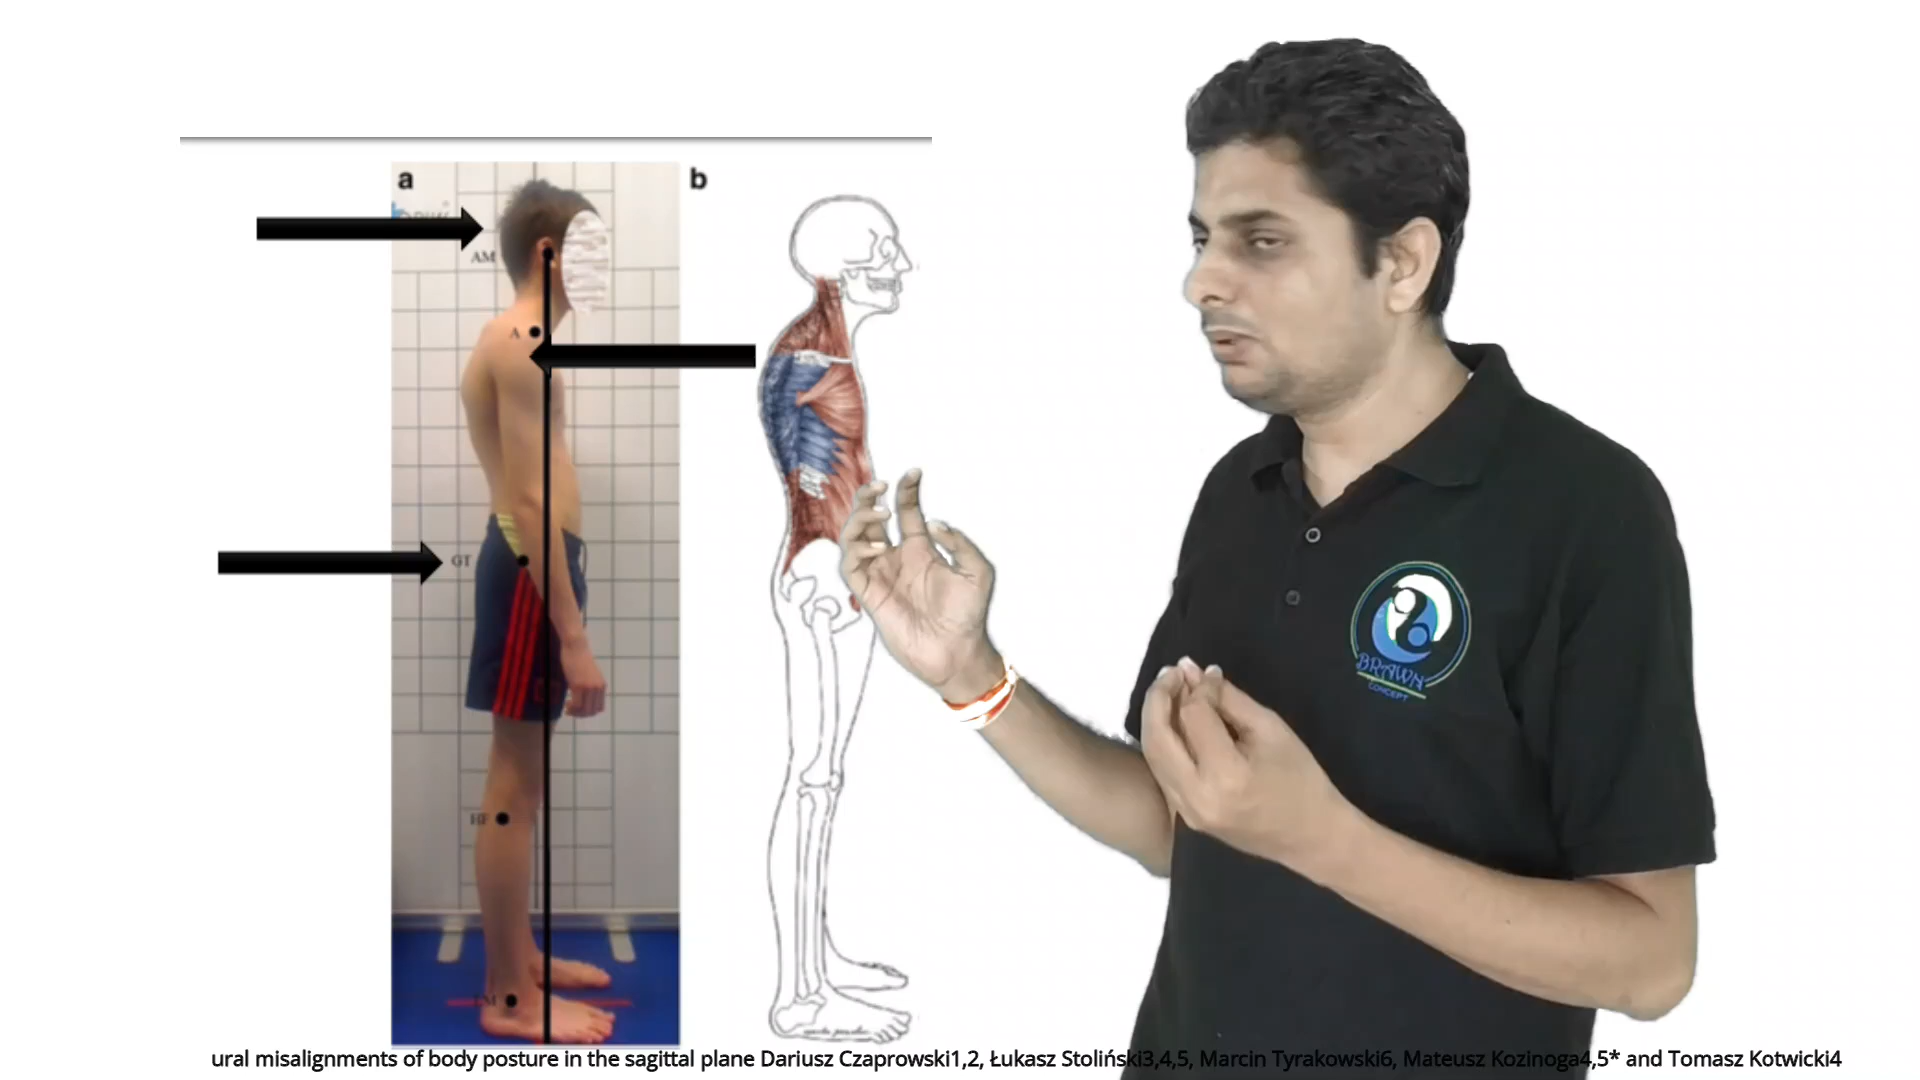 a
b
AM
A
GT
HF
BRAWN
CONCEPT
ural misalignments of body posture in the sagittal plane Dariusz Czaprowski1,2, Łukasz Stoliński3,4,5, Marcin Tyrakowski6, Mateusz Kozinoga4,5* and Tomasz Kotwicki4